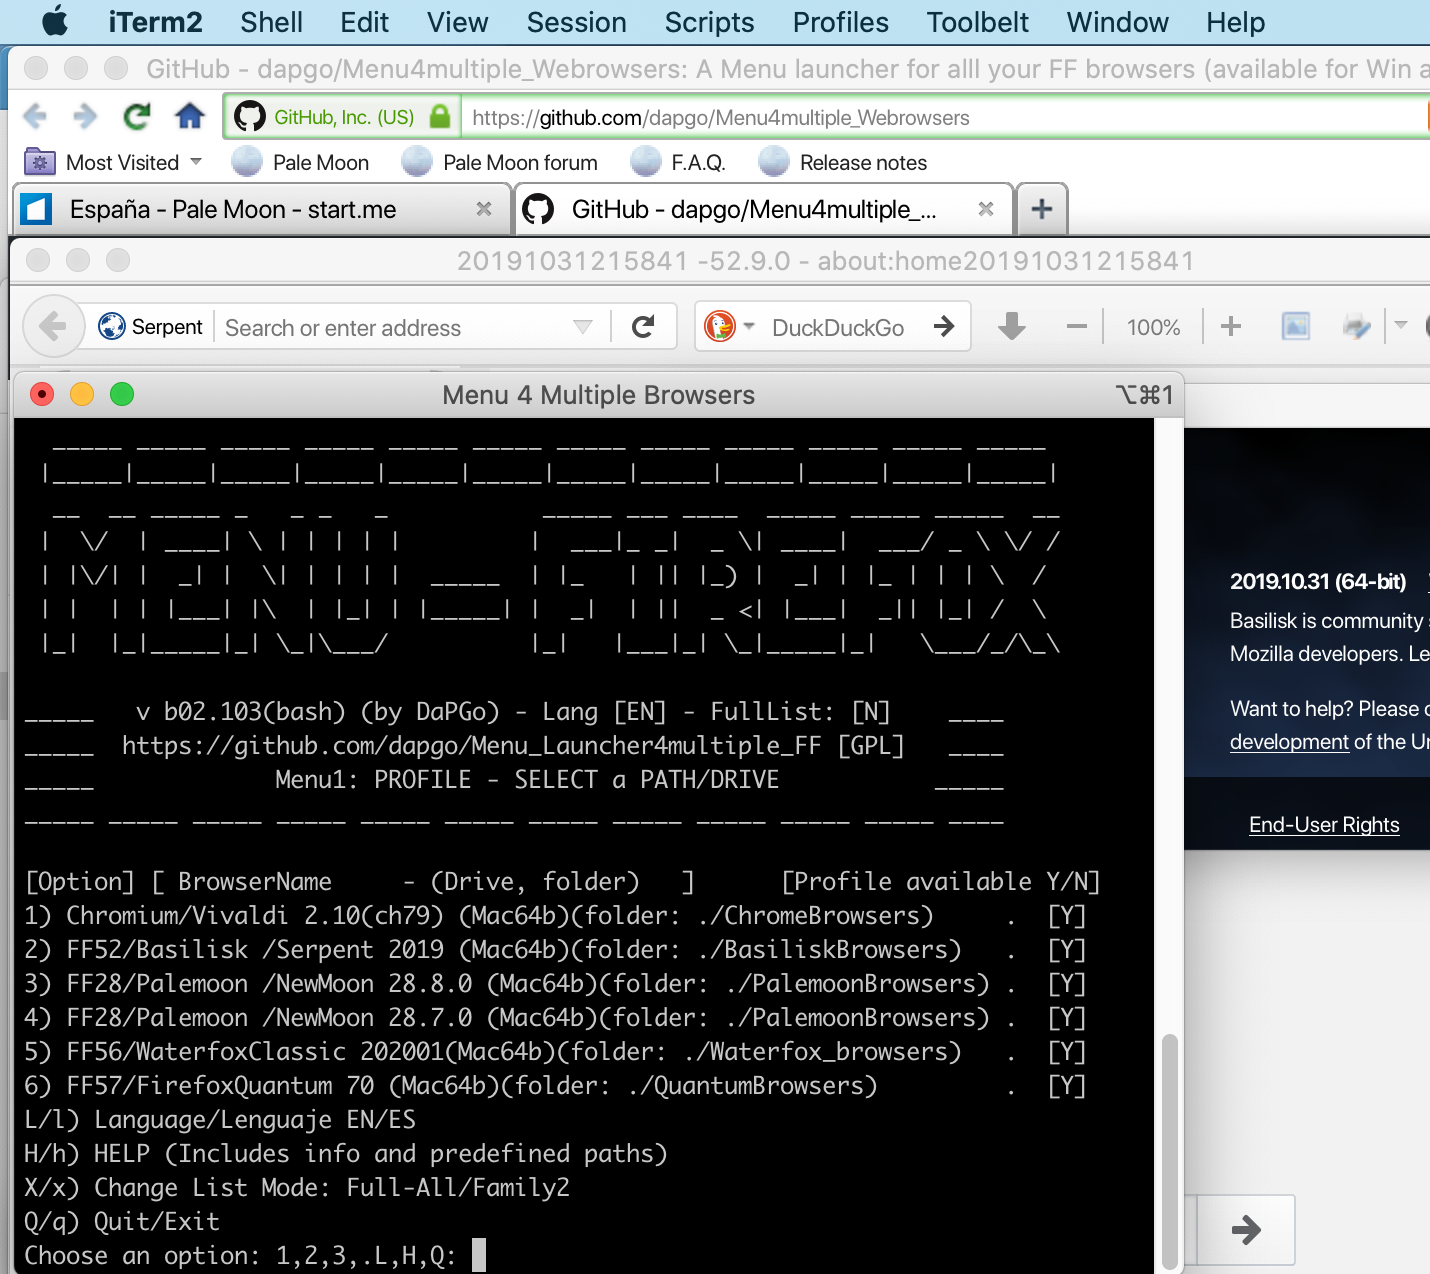 iTerm2 Shell Edit View Session Scripts Profiles Toolbelt Window Help
GitHub - dapgo/Menu4multiple_Webrowsers: A Menu launcher for alll your FF browsers (available for Win a
GitHub, Inc. (US) https://github.com/dapgo/Menu4multiple_Webrowsers
Most Visited Pale Moon Pale Moon forum F.A.Q. Release notes
España - Pale Moon - start.me GitHub - dapgo/Menu4multiple_...
20191031215841 -52.9.0 - about:home20191031215841
Serpent Search or enter address DuckDuckGo 100%
Menu 4 Multiple Browsers ⌥⌘1
MENU-FIREFOX
v b02.103(bash) (by DaPGo) - Lang [EN] - FullList: [N]
https://github.com/dapgo/Menu_Launcher4multiple_FF [GPL]
Menu1: PROFILE - SELECT a PATH/DRIVE
[Option] [ BrowserName - (Drive, folder) ] [Profile available Y/N]
1) Chromium/Vivaldi 2.10(ch79) (Mac64b)(folder: ./ChromeBrowsers) . [Y]
2) FF52/Basilisk /Serpent 2019 (Mac64b)(folder: ./BasiliskBrowsers) . [Y]
3) FF28/Palemoon /NewMoon 28.8.0 (Mac64b)(folder: ./PalemoonBrowsers) . [Y]
4) FF28/Palemoon /NewMoon 28.7.0 (Mac64b)(folder: ./PalemoonBrowsers) . [Y]
5) FF56/WaterfoxClassic 202001(Mac64b)(folder: ./Waterfox_browsers) . [Y]
6) FF57/FirefoxQuantum 70 (Mac64b)(folder: ./QuantumBrowsers) . [Y]
L/l) Language/Lenguaje EN/ES
H/h) HELP (Includes info and predefined paths)
X/x) Change List Mode: Full-All/Family2
Q/q) Quit/Exit
Choose an option: 1,2,3,.L,H,Q:
2019.10.31 (64-bit)
Basilisk is community
Mozilla developers. Le
Want to help? Please
development of the Ur
End-User Rights